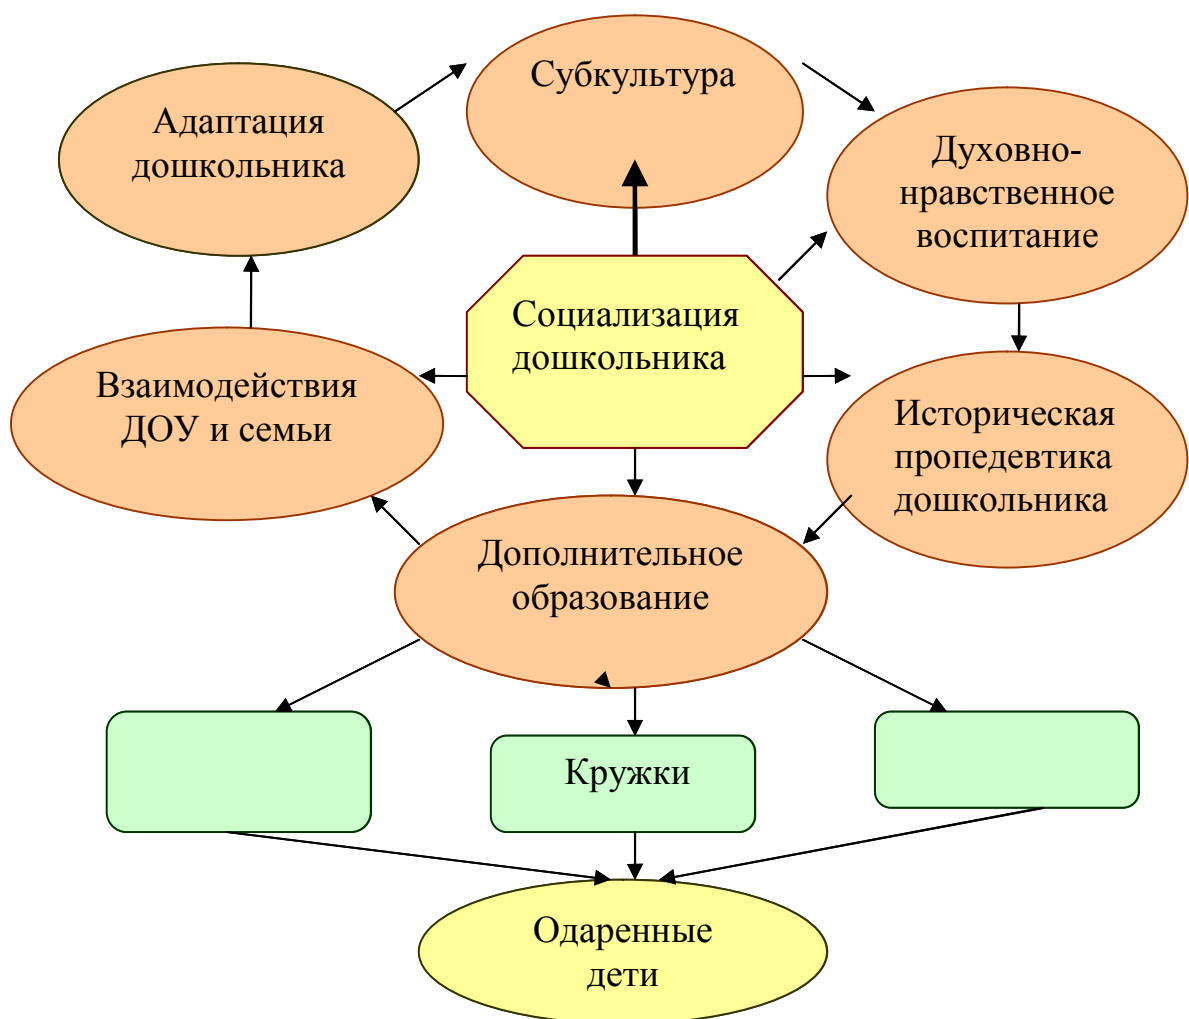 Субкультура
Адаптация
дошкольника
Духовно-
нравственное
воспитание
Социализация
дошкольника
Взаимодействия
ДОУ и семьи
Историческая
пропедевтика
дошкольника
Дополнительное
образование
Кружки
Одаренные
дети